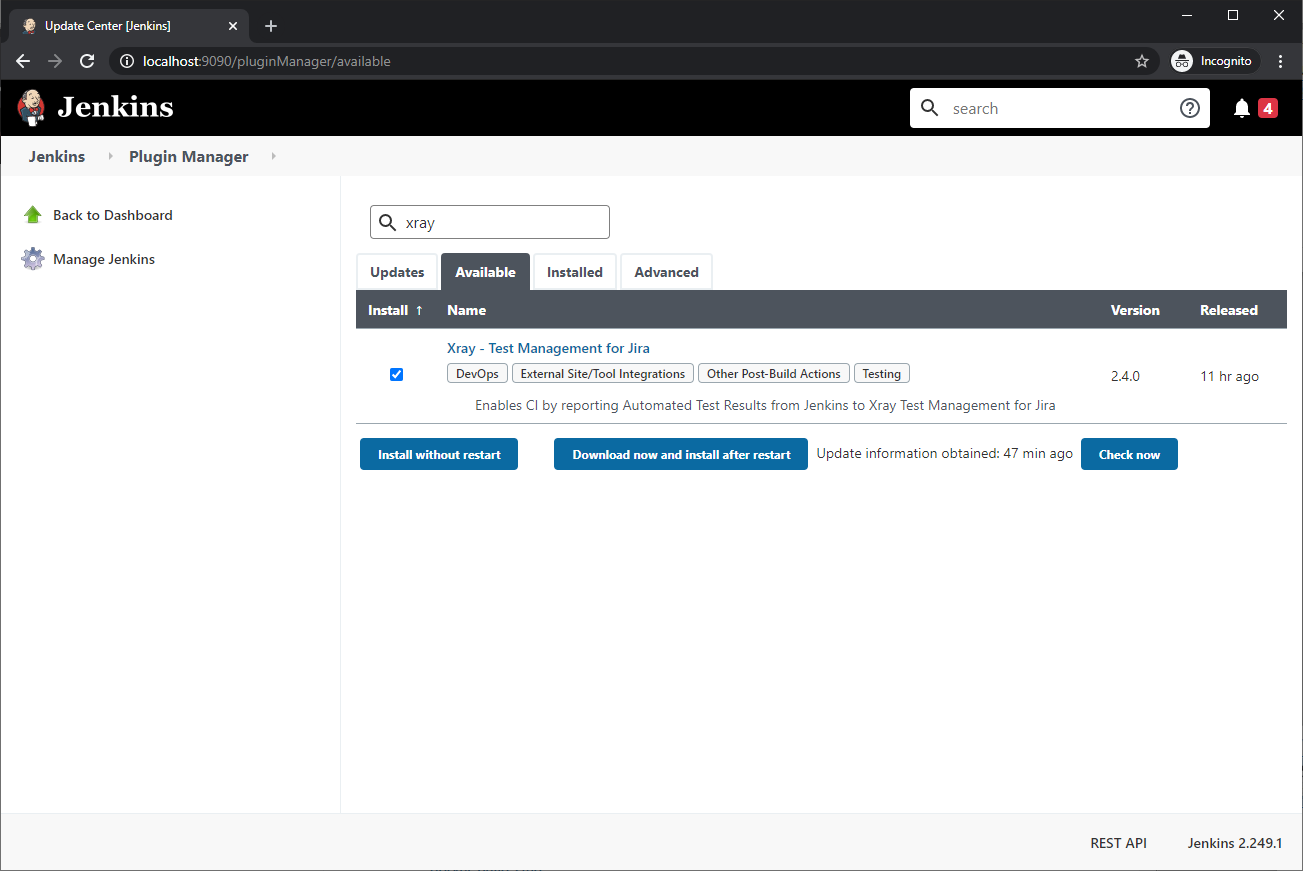 Update Center [Jenkins]
localhost:9090/pluginManager/available
Incognito
Jenkins
search
4
Jenkins
Plugin Manager
Back to Dashboard
Manage Jenkins
xray
Updates
Available
Installed
Advanced
Install ↑
Name
Version
Released
Xray - Test Management for Jira
DevOps
External Site/Tool Integrations
Other Post-Build Actions
Testing
2.4.0
11 hr ago
Enables CI by reporting Automated Test Results from Jenkins to Xray Test Management for Jira
Install without restart
Download now and install after restart
Update information obtained: 47 min ago
Check now
REST API
Jenkins 2.249.1